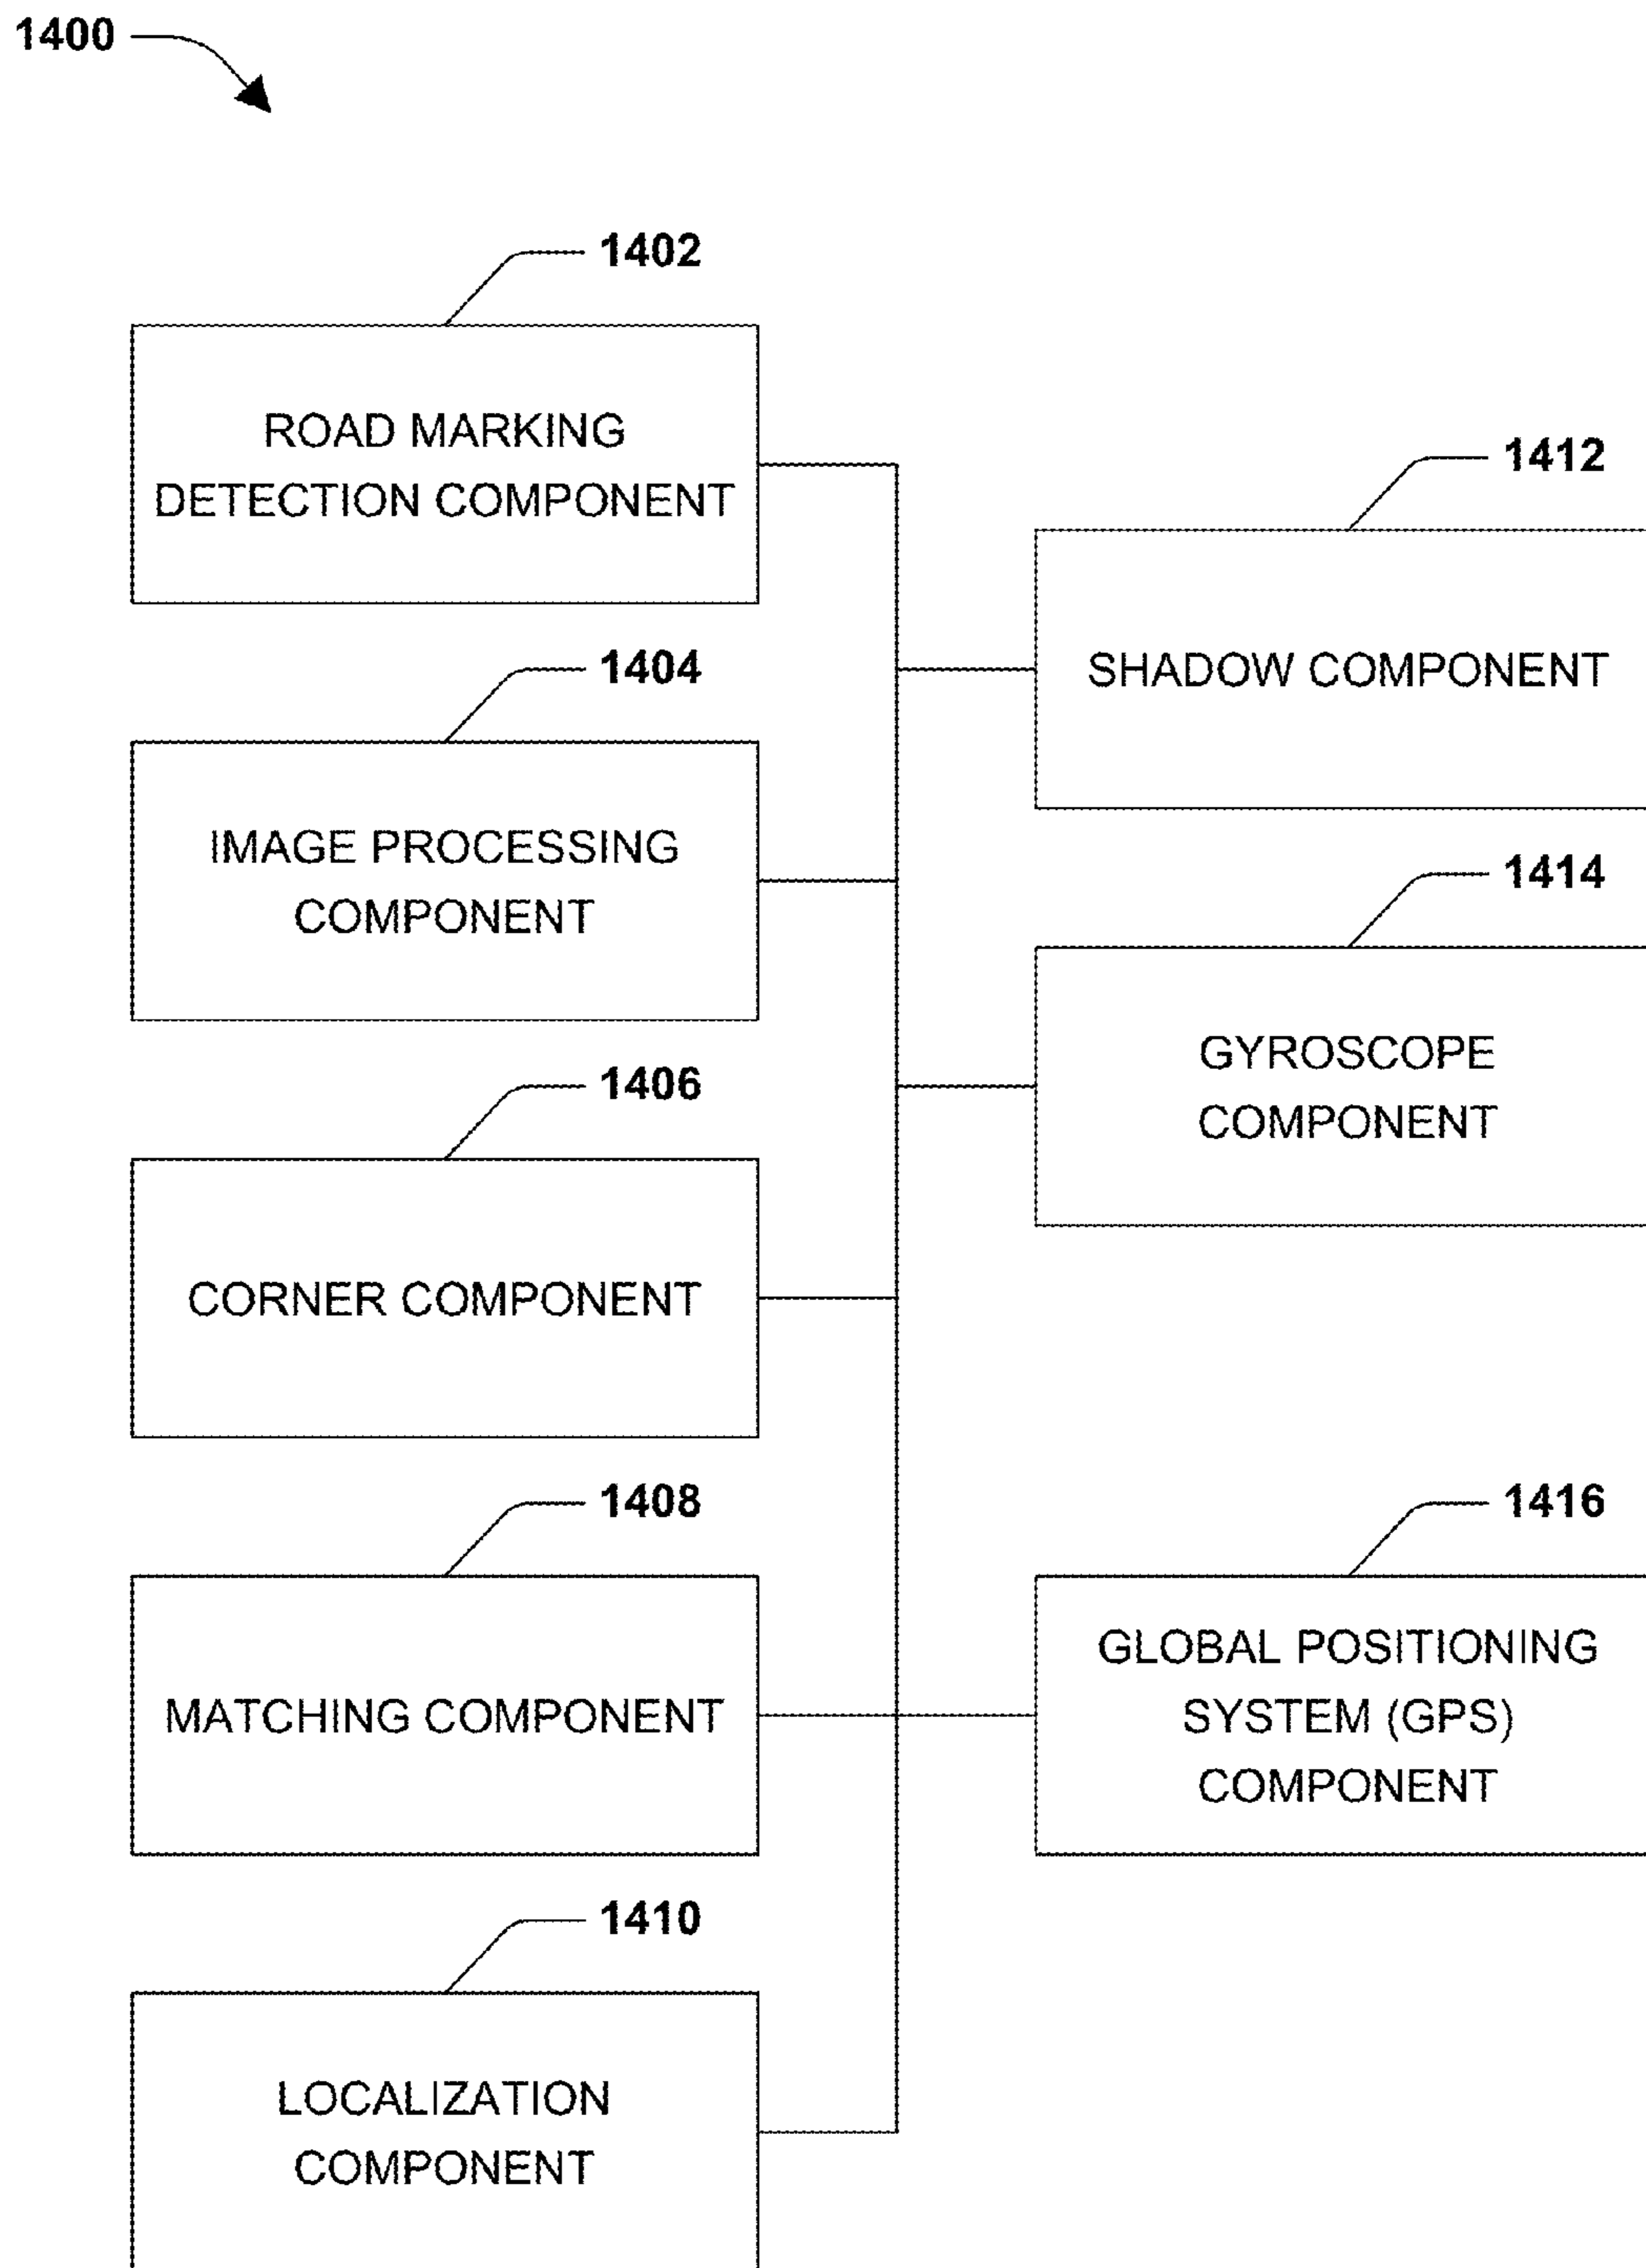 1400
1402
ROAD MARKING
DETECTION COMPONENT
1404
IMAGE PROCESSING
COMPONENT
1406
CORNER COMPONENT
1408
MATCHING COMPONENT
1410
LOCALIZATION
COMPONENT
1412
SHADOW COMPONENT
1414
GYROSCOPE
COMPONENT
1416
GLOBAL POSITIONING
SYSTEM (GPS)
COMPONENT